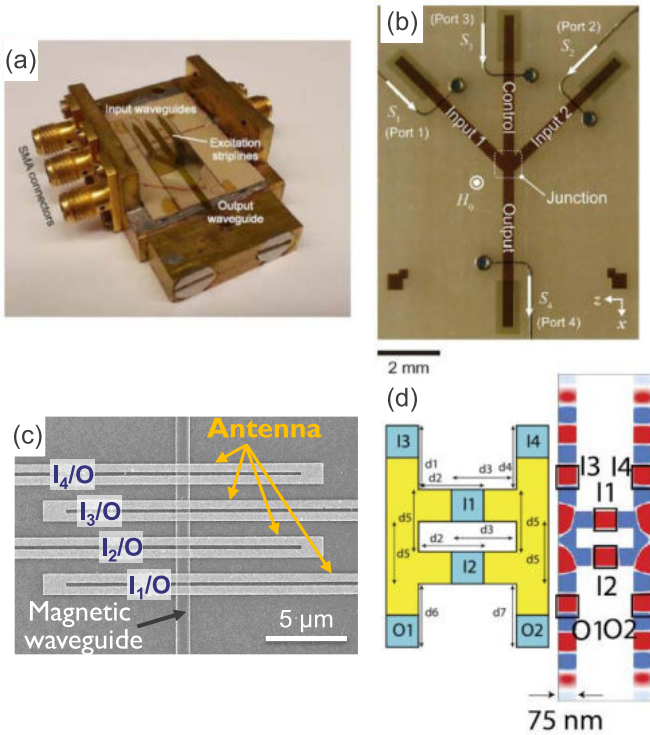 (a)
Input waveguides
Excitation
striplines
Output
waveguide
SMA connectors
(b)
(Port 3)
S3
(Port 2)
S2
S1
(Port 1)
Input 1
Control
Input 2
H0
Junction
Output
S4
(Port 4)
z
x
2 mm
(c)
Antenna
I4/O
I3/O
I2/O
I1/O
Magnetic
waveguide
5 μm
(d)
I3
I4
d1
d2
d3
d4
I1
d5
d5
d2
d3
d5
d5
I2
d6
d7
O1
O2
I3 I4
I1
I2
O1O2
75 nm